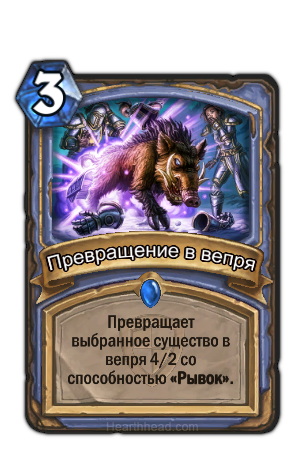 3
Превращение в вепря
Превращает
выбранное существо в
вепря 4/2 со
способностью «Рывок».
Hearthhead.com